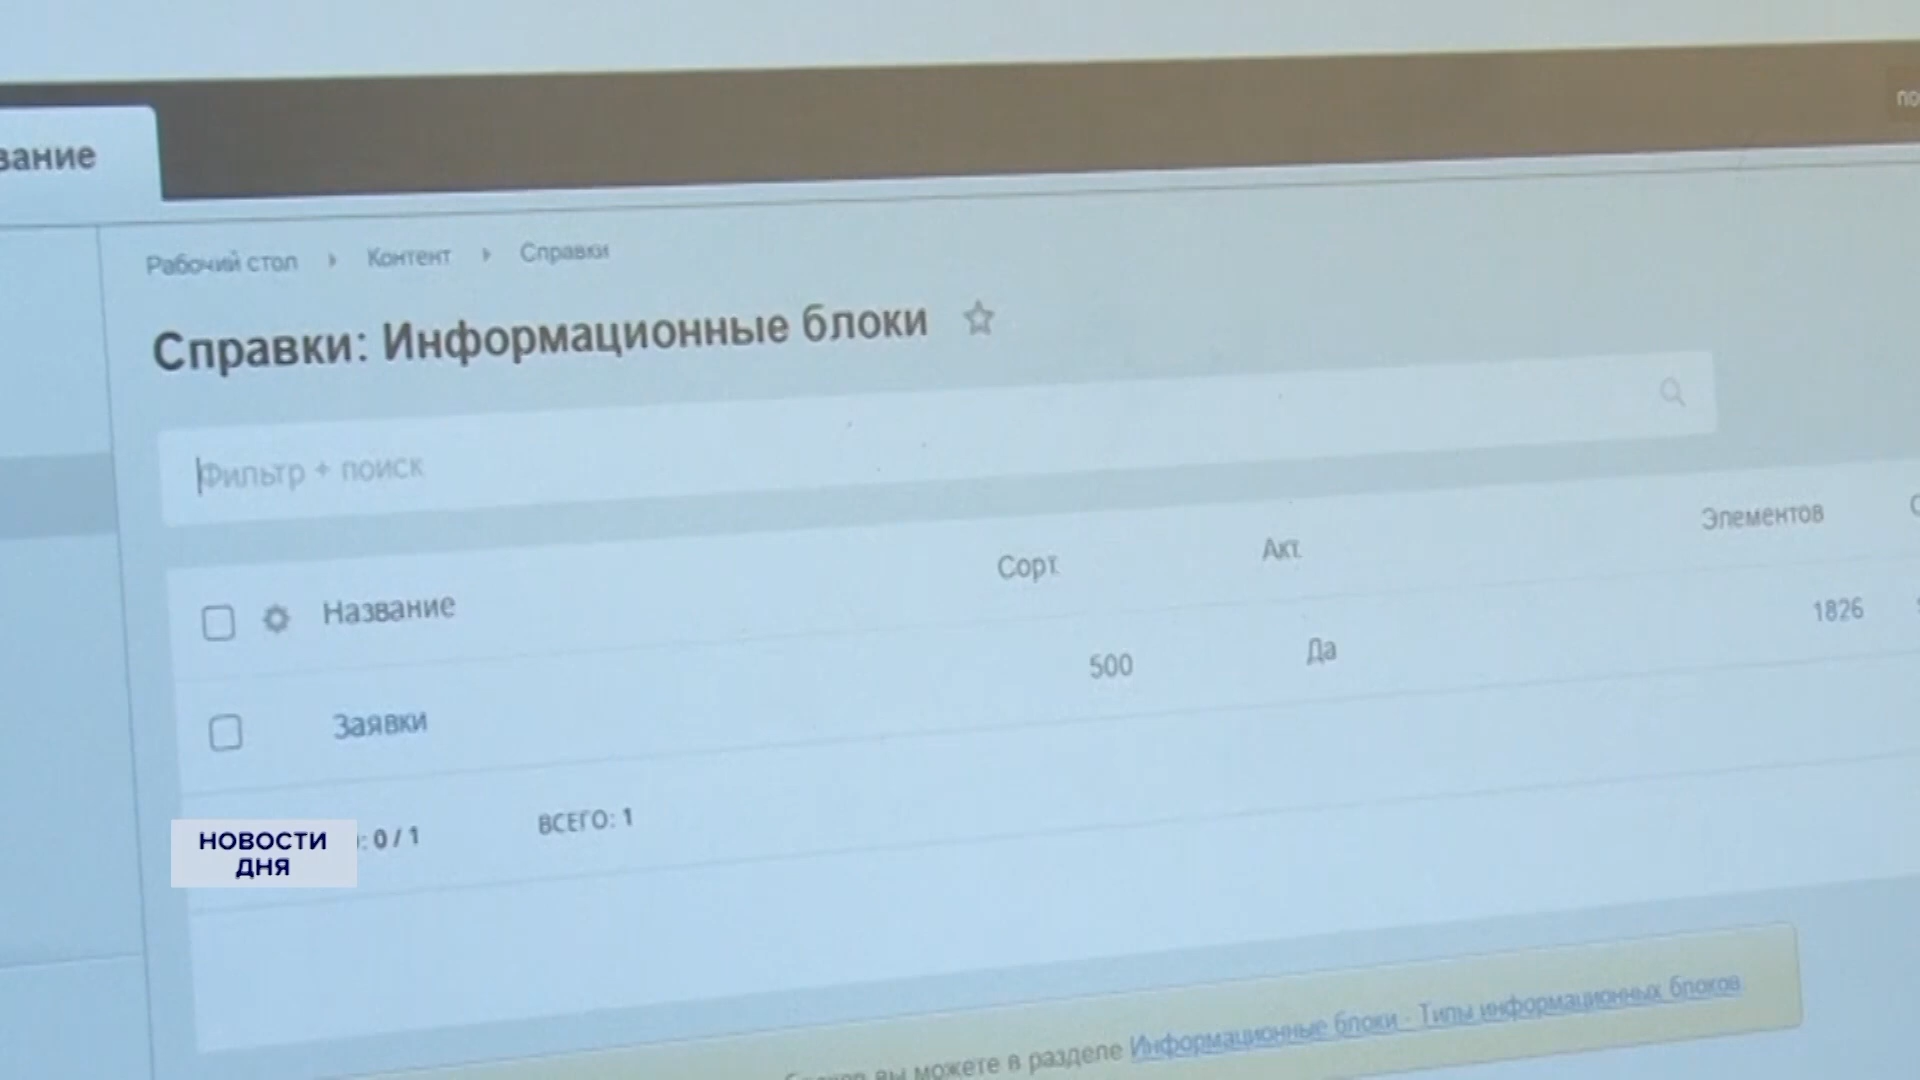 по
вание
Рабочий стол
Контент
Справки
Справки: Информационные блоки
Фильтр + поиск
Название
Сорт.
Акт.
Элементов
Заявки
500
Да
1826
: 0 / 1
ВСЕГО: 1
НОВОСТИ
ДНЯ
вы можете в разделе Информационные блоки - Типы информационных блоков